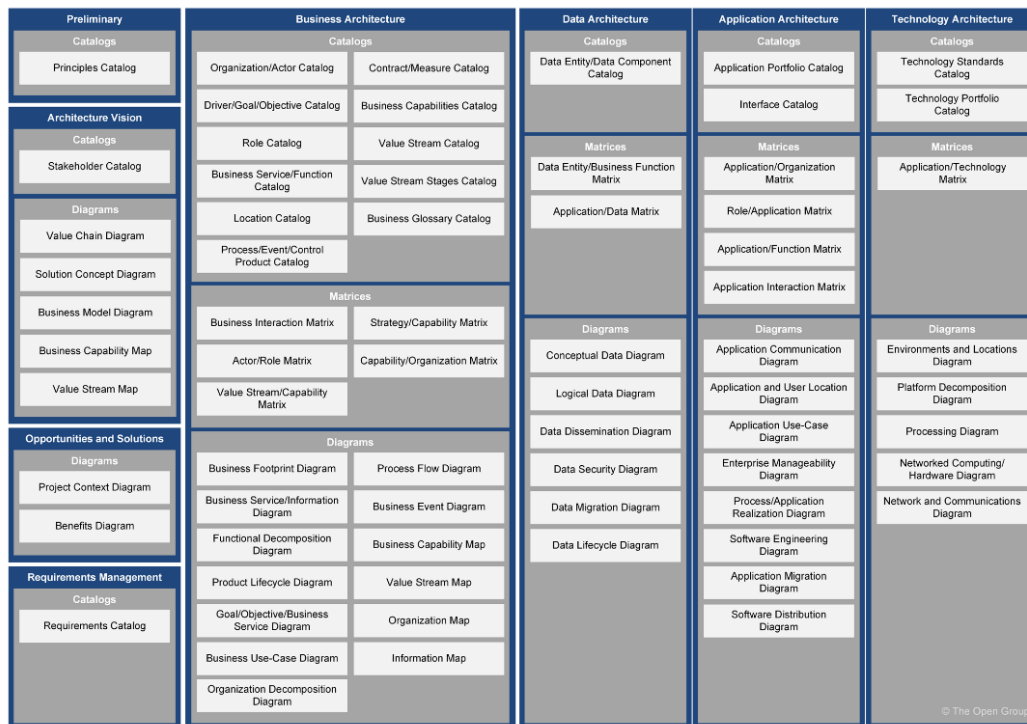 Preliminary
Catalogs
Principles Catalog
Architecture Vision
Catalogs
Stakeholder Catalog
Diagrams
Value Chain Diagram
Solution Concept Diagram
Business Model Diagram
Business Capability Map
Value Stream Map
Opportunities and Solutions
Diagrams
Project Context Diagram
Benefits Diagram
Requirements Management
Catalogs
Requirements Catalog
Business Architecture
Catalogs
Organization/Actor Catalog
Driver/Goal/Objective Catalog
Role Catalog
Business Service/Function
Catalog
Location Catalog
Process/Event/Control
Product Catalog
Contract/Measure Catalog
Business Capabilities Catalog
Value Stream Catalog
Value Stream Stages Catalog
Business Glossary Catalog
Matrices
Business Interaction Matrix
Actor/Role Matrix
Value Stream/Capability
Matrix
Strategy/Capability Matrix
Capability/Organization Matrix
Diagrams
Business Footprint Diagram
Business Service/Information
Diagram
Functional Decomposition
Diagram
Product Lifecycle Diagram
Goal/Objective/Business
Service Diagram
Business Use-Case Diagram
Organization Decomposition
Diagram
Process Flow Diagram
Business Event Diagram
Business Capability Map
Value Stream Map
Organization Map
Information Map
Data Architecture
Catalogs
Data Entity/Data Component
Catalog
Matrices
Data Entity/Business Function
Matrix
Application/Data Matrix
Diagrams
Conceptual Data Diagram
Logical Data Diagram
Data Dissemination Diagram
Data Security Diagram
Data Migration Diagram
Data Lifecycle Diagram
Application Architecture
Catalogs
Application Portfolio Catalog
Interface Catalog
Matrices
Application/Organization
Matrix
Role/Application Matrix
Application/Function Matrix
Application Interaction Matrix
Diagrams
Application Communication
Diagram
Application and User Location
Diagram
Application Use-Case
Diagram
Enterprise Manageability
Diagram
Process/Application
Realization Diagram
Software Engineering
Diagram
Application Migration
Diagram
Software Distribution
Diagram
Technology Architecture
Catalogs
Technology Standards
Catalog
Technology Portfolio
Catalog
Matrices
Application/Technology
Matrix
Diagrams
Environments and Locations
Diagram
Platform Decomposition
Diagram
Processing Diagram
Networked Computing/
Hardware Diagram
Network and Communications
Diagram
© The Open Group